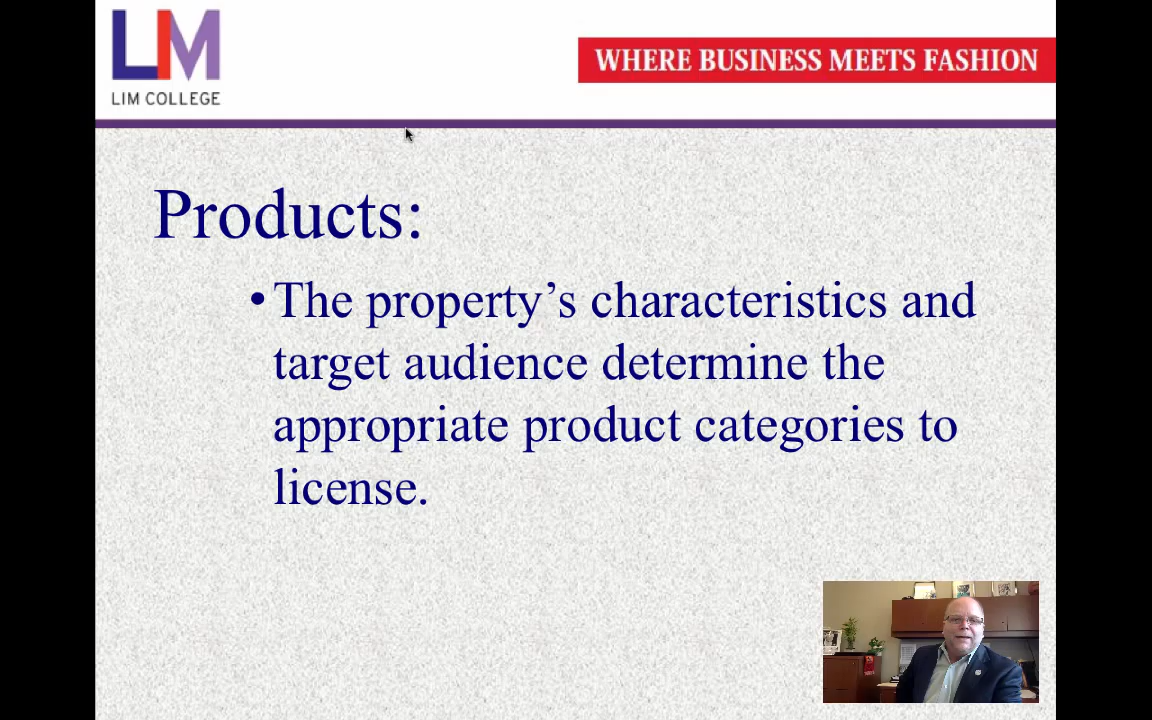 LIM
LIM COLLEGE
WHERE BUSINESS MEETS FASHION
Products:
•The property’s characteristics and
target audience determine the
appropriate product categories to
license.